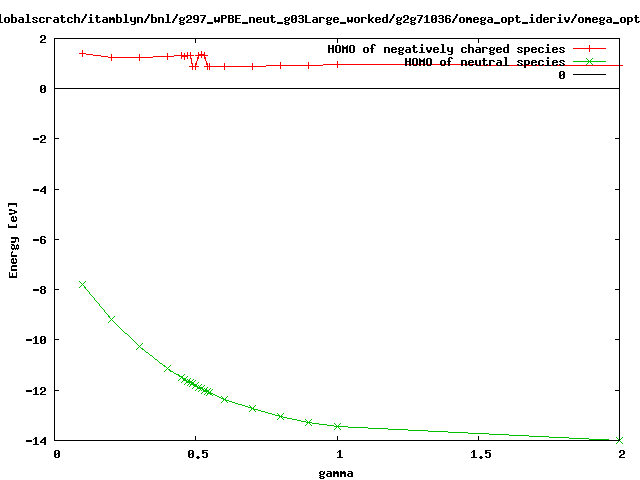 lobalscratch/itamblyn/bnl/g297_wPBE_neut_g03Large_worked/g2g71036/omega_opt_ideriv/omega_opt
HOMO of negatively charged species
HOMO of neutral species
0
2
0
-2
-4
-6
-8
-10
-12
-14
Energy [eV]
0 0.5 1 1.5 2
gamma